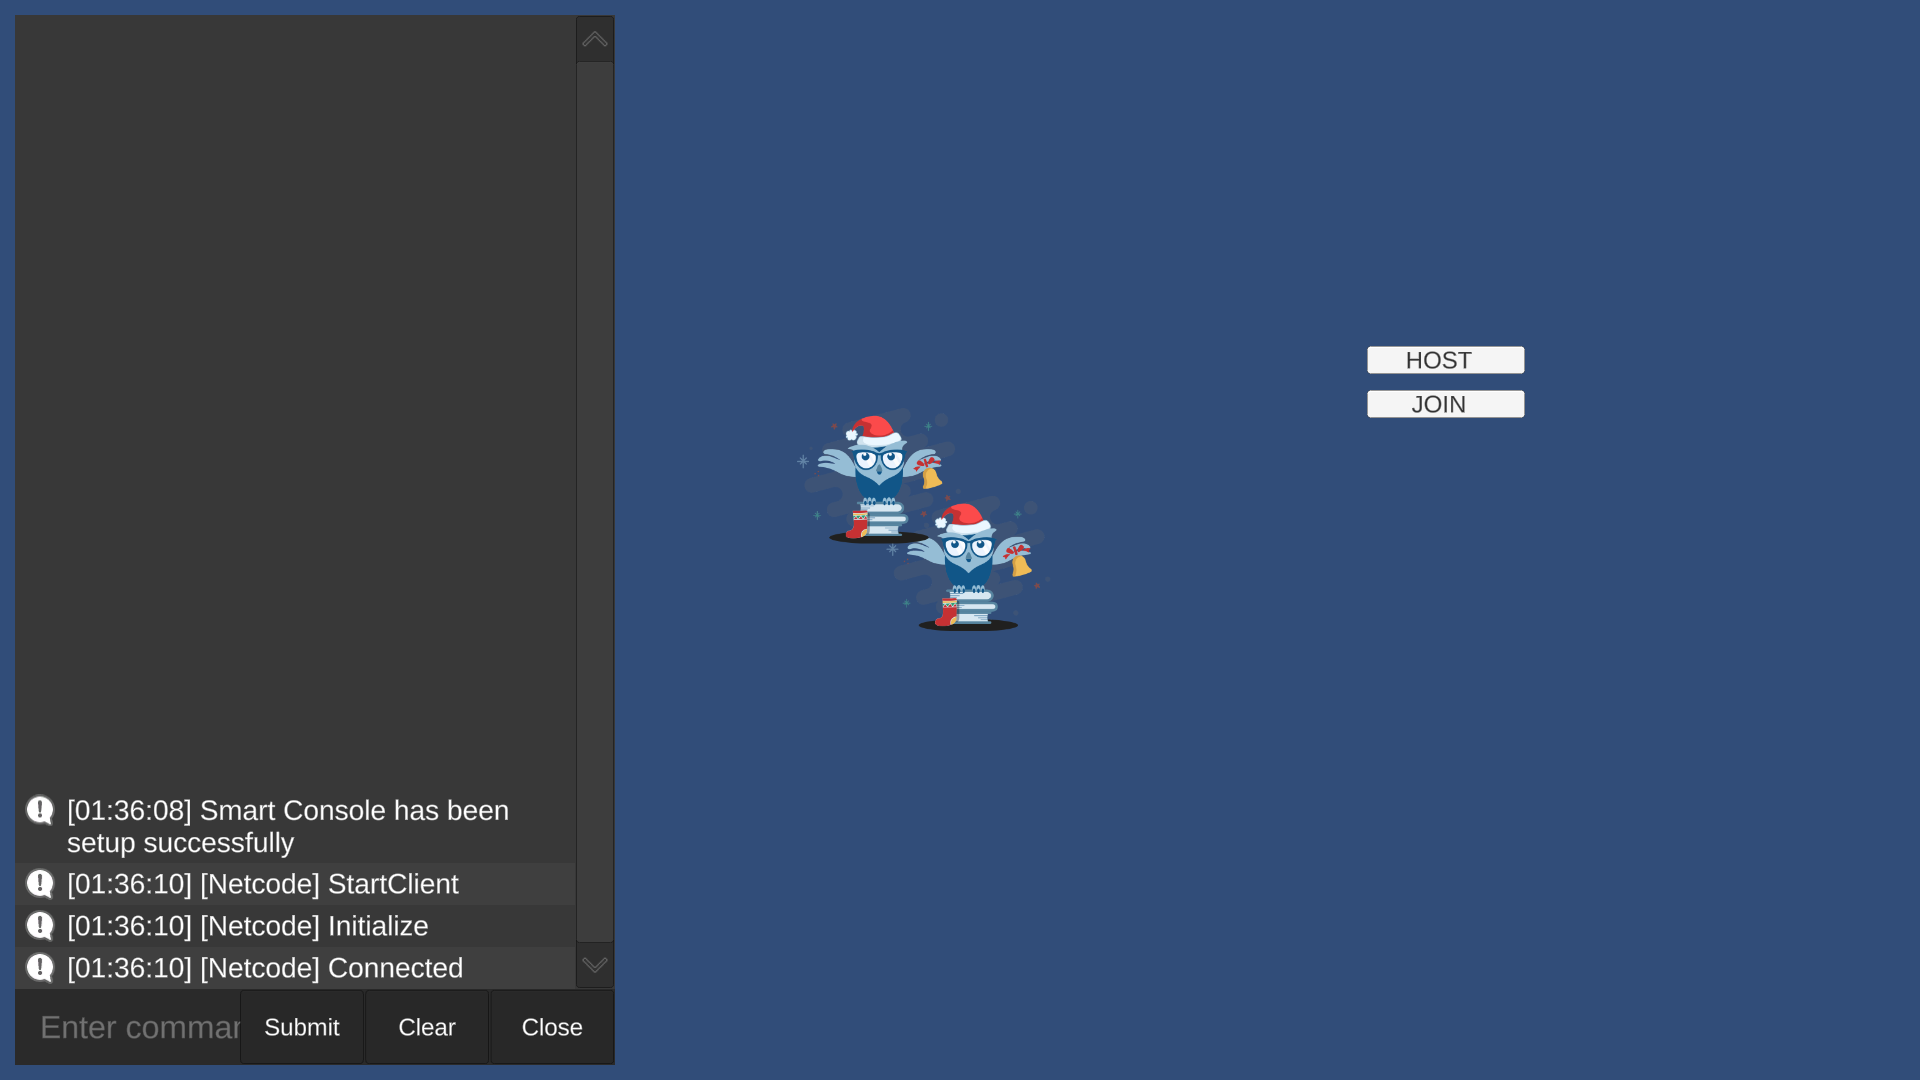 [01:36:08] Smart Console has been
setup successfully
[01:36:10] [Netcode] StartClient
[01:36:10] [Netcode] Initialize
[01:36:10] [Netcode] Connected
Enter commar
Submit
Clear
Close
HOST
JOIN